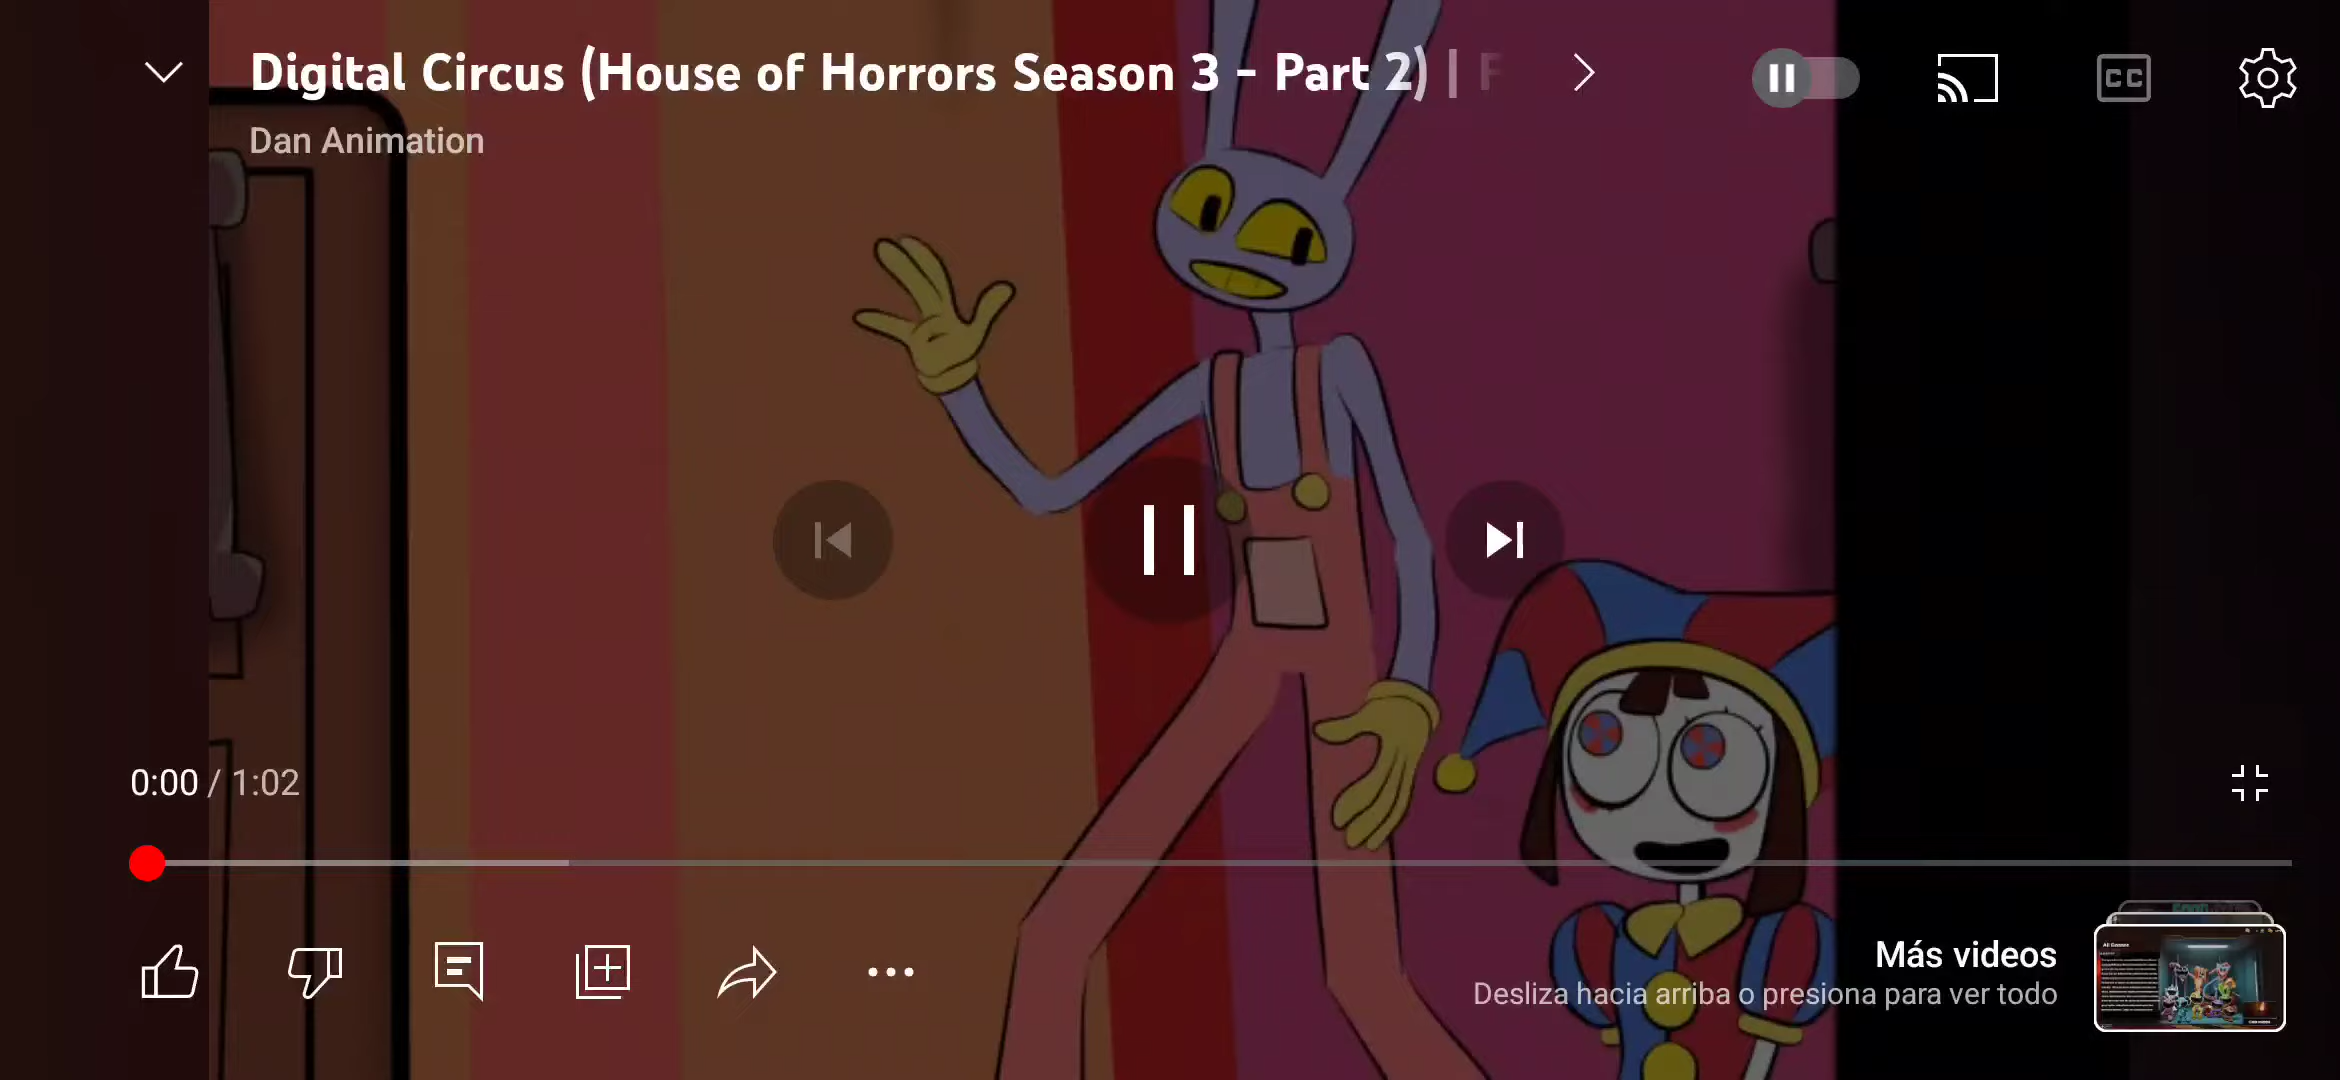 Digital Circus (House of Horrors Season 3 - Part 2) |
Dan Animation
CC
0:00 / 1:02
Más videos
Desliza hacia arriba o presiona para ver todo